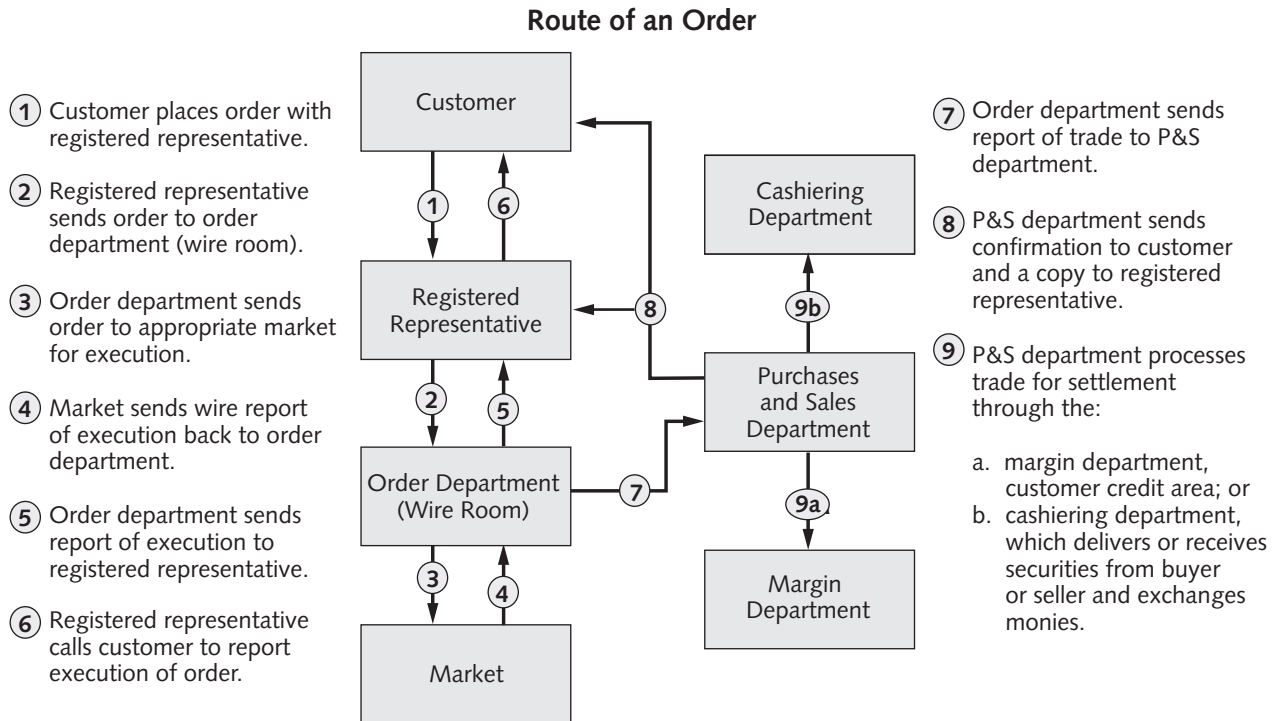 Route of an Order
1 Customer places order with
registered representative.
2 Registered representative
sends order to order
department (wire room).
3 Order department sends
order to appropriate market
for execution.
4 Market sends wire report
of execution back to order
department.
5 Order department sends
report of execution to
registered representative.
6 Registered representative
calls customer to report
execution of order.
Customer
1
6
Registered
Representative
2
5
Order Department
(Wire Room)
3
4
Market
8
7
Cashiering
Department
9b
Purchases
and Sales
Department
9a
Margin
Department
7 Order department sends
report of trade to P&S
department.
8 P&S department sends
confirmation to customer
and a copy to registered
representative.
9 P&S department processes
trade for settlement
through the:
a. margin department,
customer credit area; or
b. cashiering department,
which delivers or receives
securities from buyer
or seller and exchanges
monies.